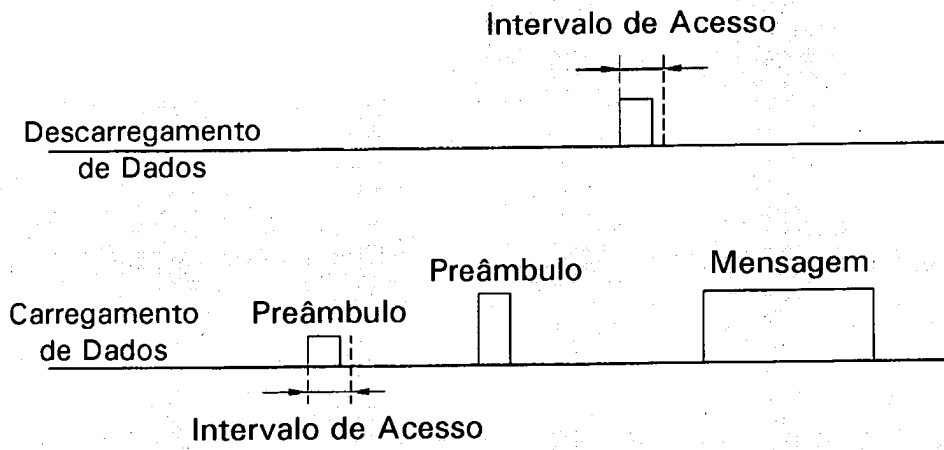 Intervalo de Acesso
Descarregamento
de Dados
Preâmbulo
Mensagem
Carregamento
Preâmbulo
de Dados
Intervalo de Acesso